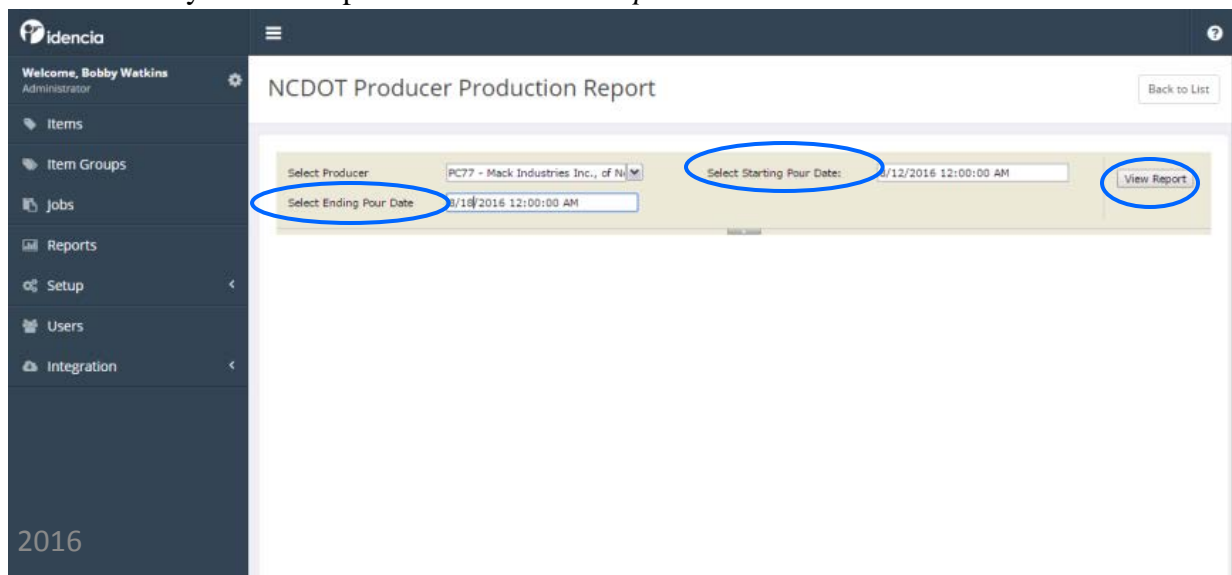 idencia
Welcome, Bobby Watkins
Administrator
Items
Item Groups
Jobs
Reports
Setup
Users
Integration
2016
NCDOT Producer Production Report
Back to List
Select Producer
PC77 - Mack Industries Inc., of N
Select Starting Pour Date:
/12/2016 12:00:00 AM
View Report
Select Ending Pour Date
8/18/2016 12:00:00 AM